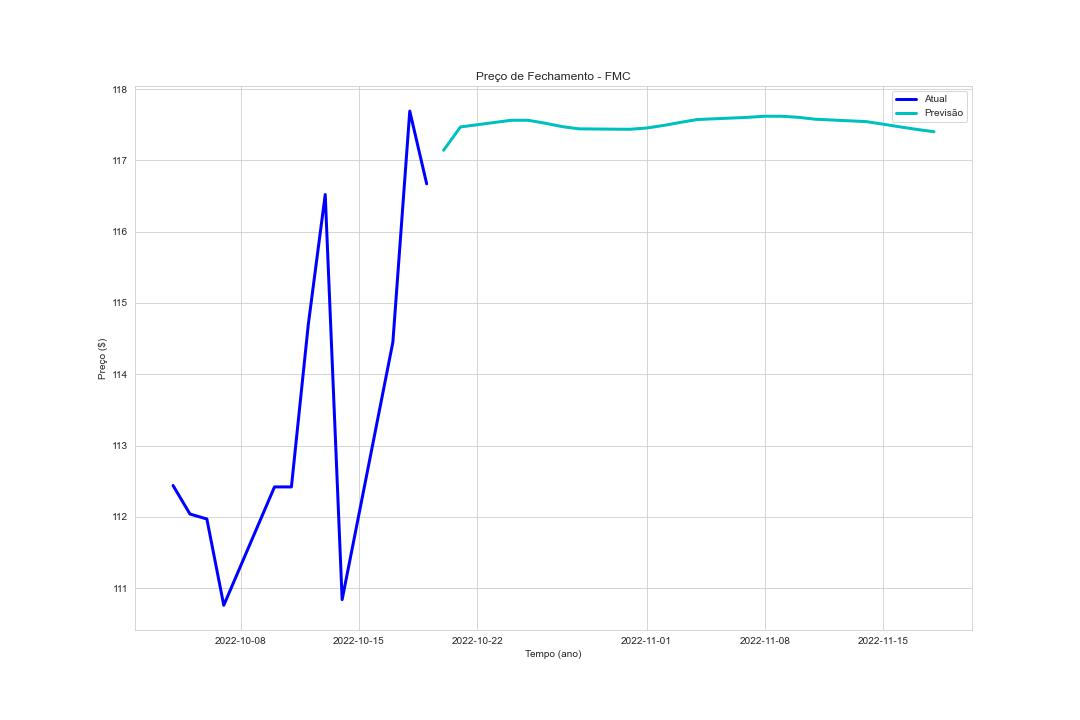 Preço de Fechamento - FMC
Atual
Previsão
118
117
116
115
114
113
112
111
Preço ($)
2022-10-08 2022-10-15 2022-10-22 2022-11-01 2022-11-08 2022-11-15
Tempo (ano)